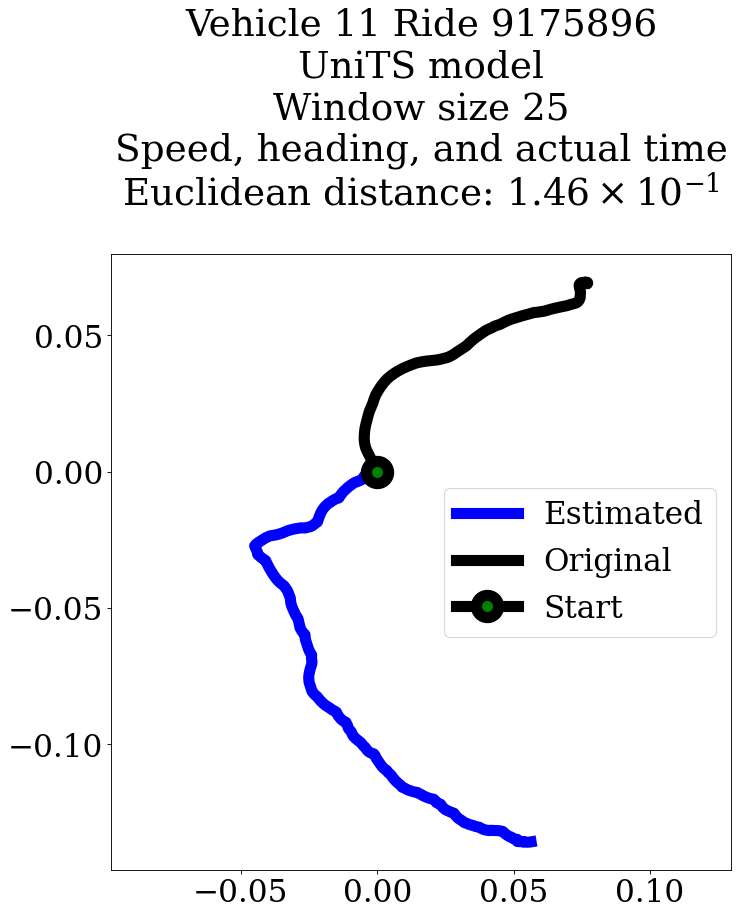 Vehicle 11 Ride 9175896
UniTS model
Window size 25
Speed, heading, and actual time
Euclidean distance: 1.46 × 10⁻¹
0.05
0.00
−0.05
−0.10
Estimated
Original
Start
−0.05
0.00
0.05
0.10